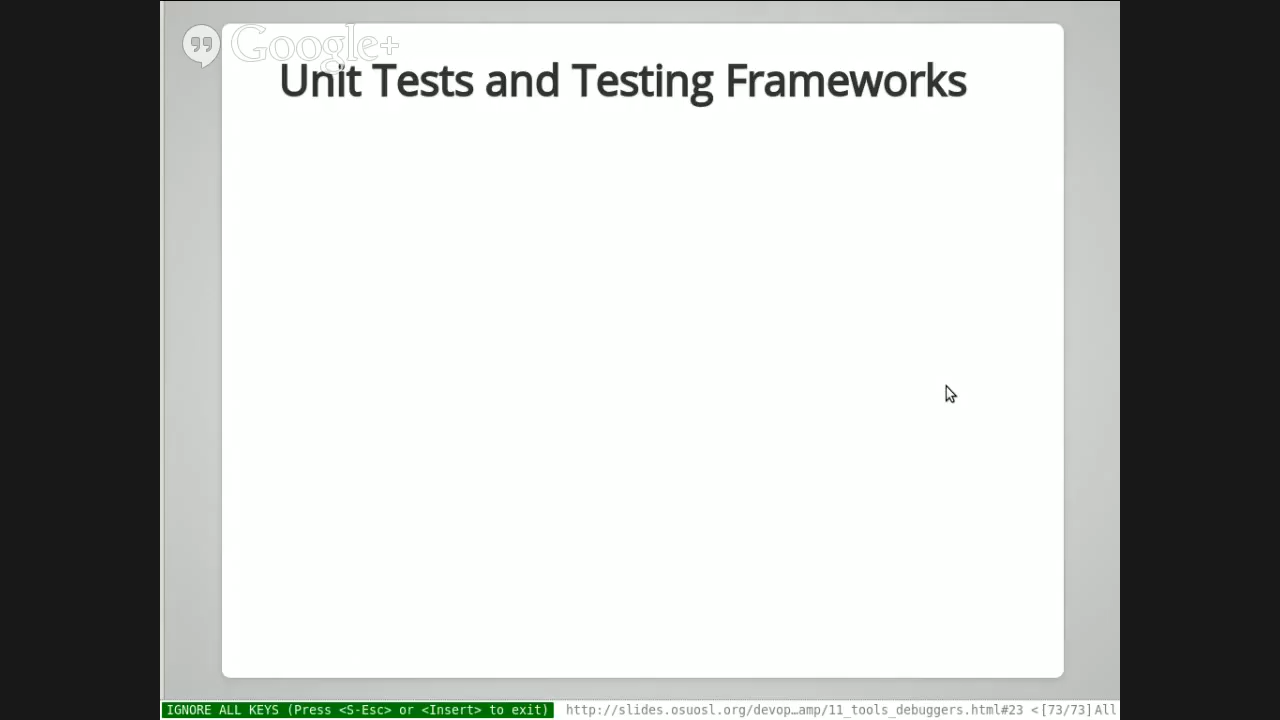 Google+
Unit Tests and Testing Frameworks
IGNORE ALL KEYS (Press <S-Esc> or <Insert> to exit) http://slides.osuosl.org/devop…amp/11_tools_debuggers.html#23 <[73/73]All